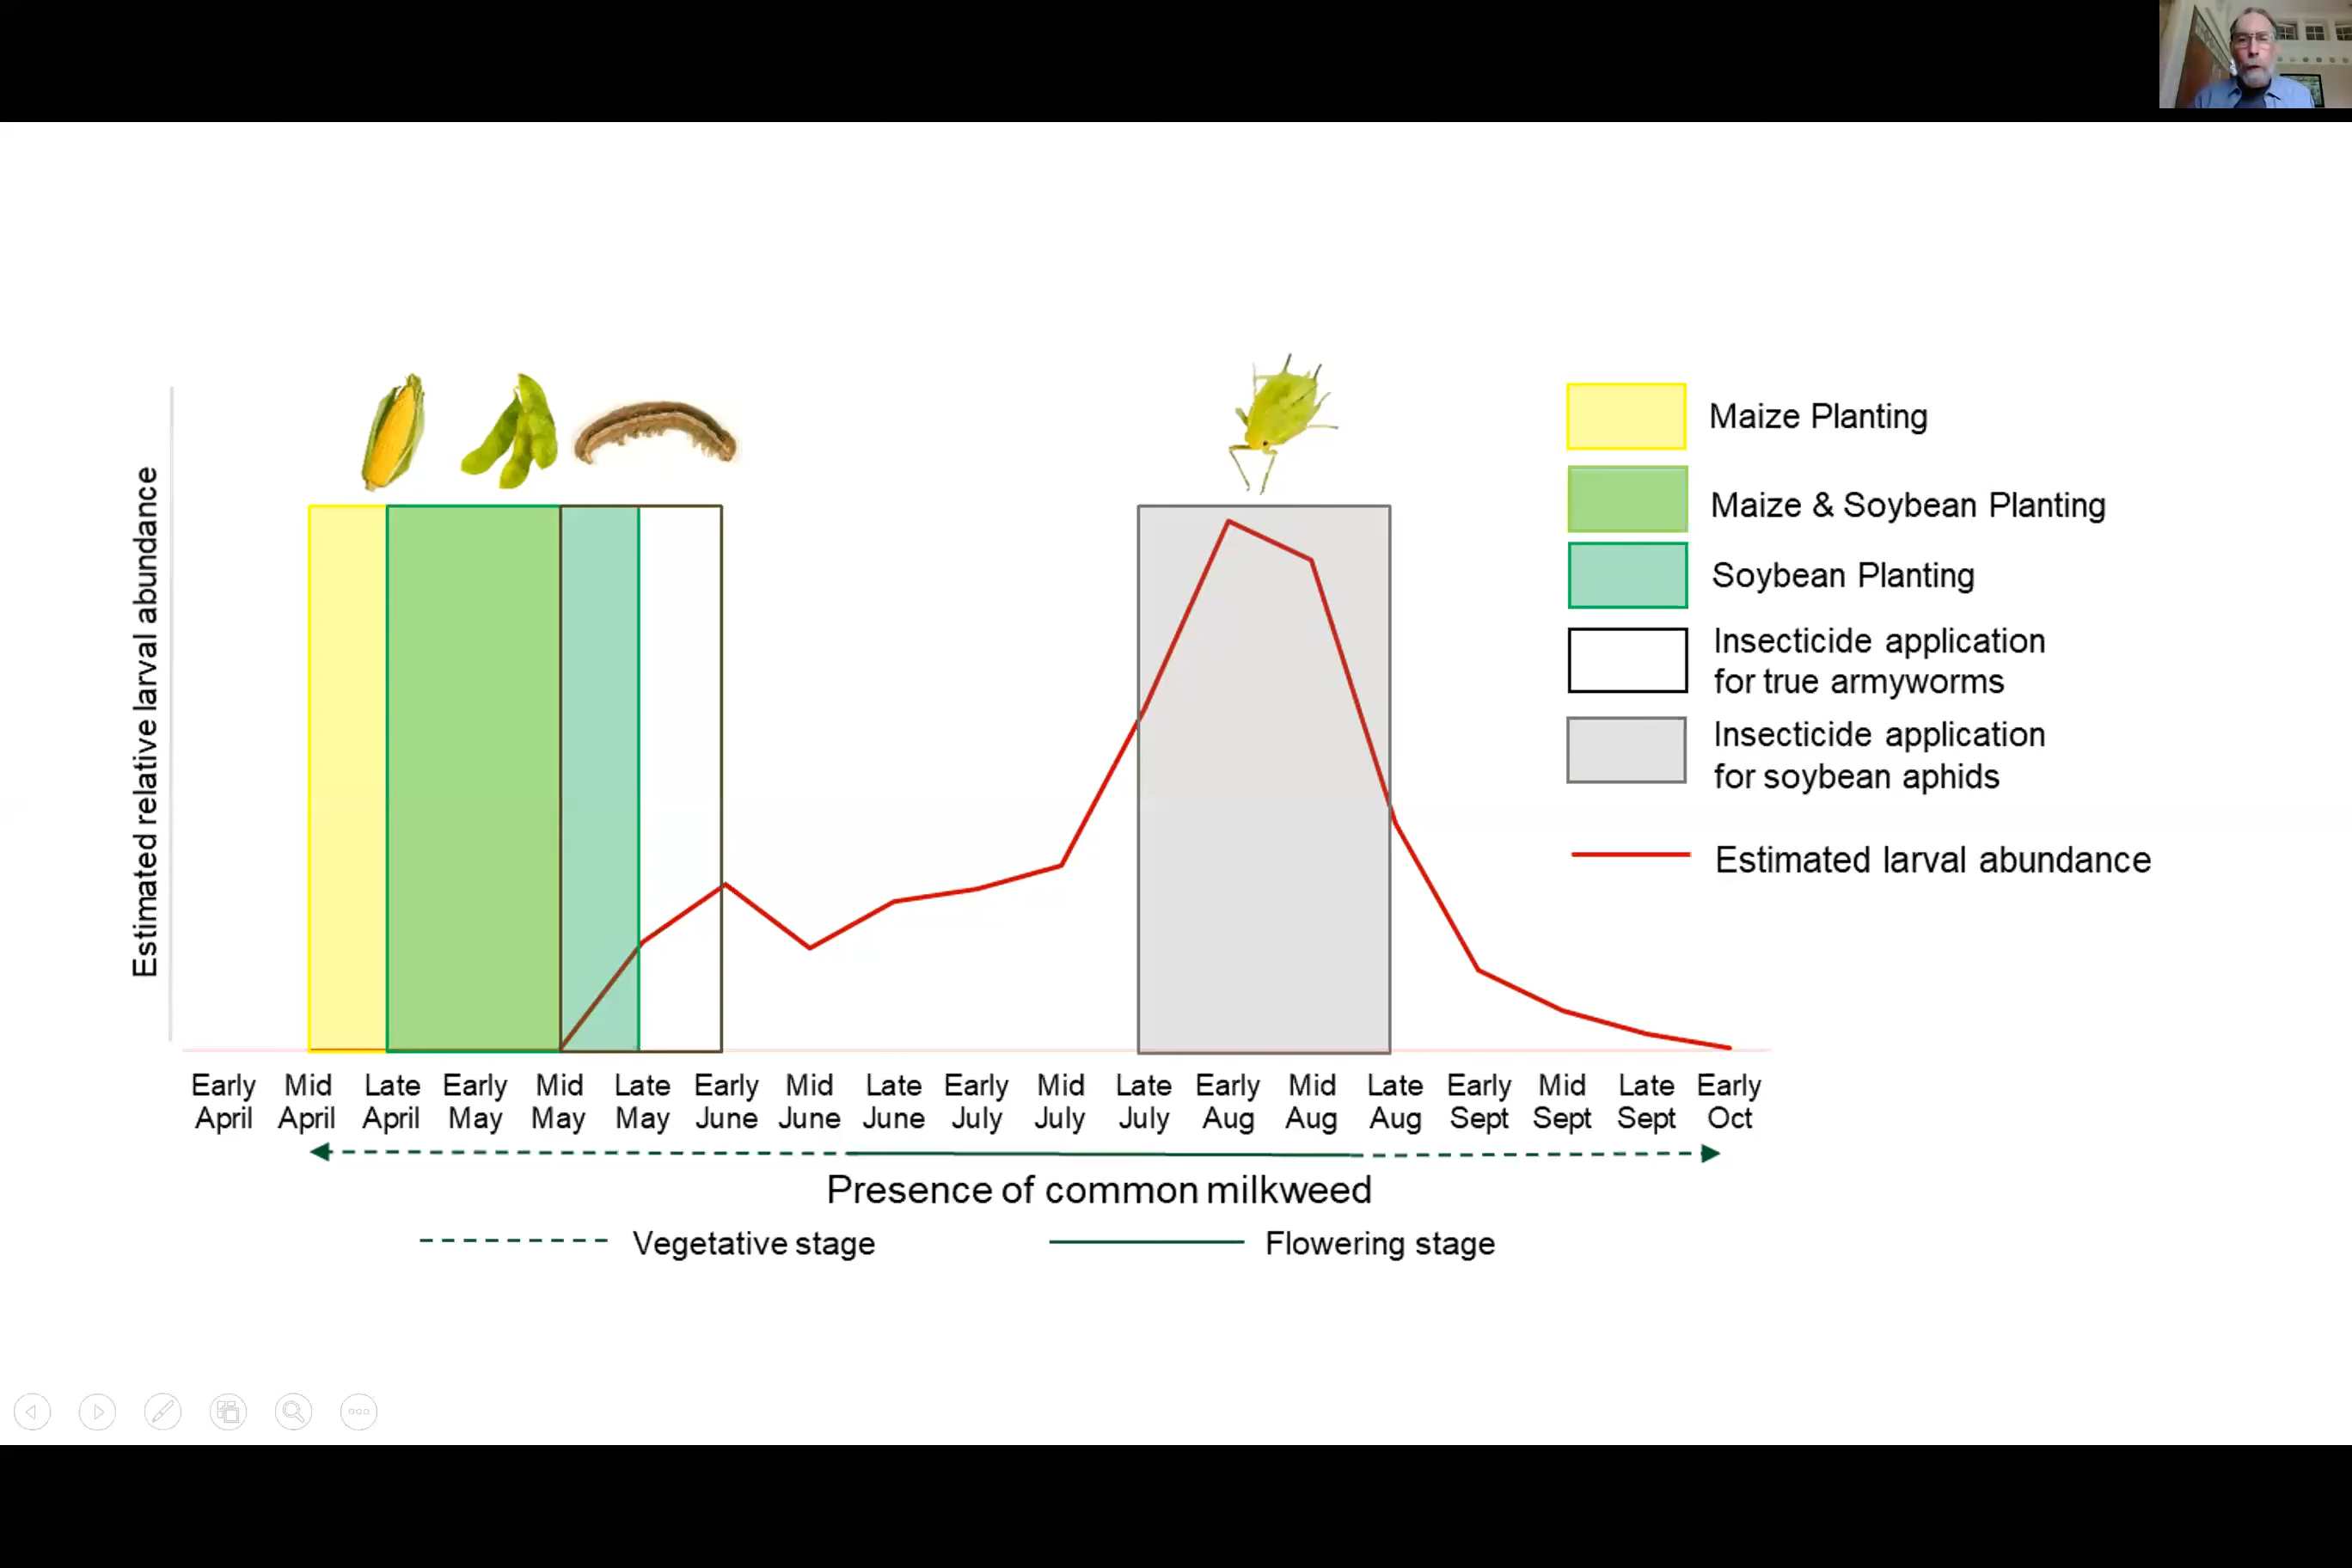 Estimated relative larval abundance
Maize Planting
Maize & Soybean Planting
Soybean Planting
Insecticide application
for true armyworms
Insecticide application
for soybean aphids
Estimated larval abundance
Early April
Mid April
Late April
Early May
Mid May
Late May
Early June
Mid June
Late June
Early July
Mid July
Late July
Early Aug
Mid Aug
Late Aug
Early Sept
Mid Sept
Late Sept
Early Oct
Presence of common milkweed
Vegetative stage
Flowering stage